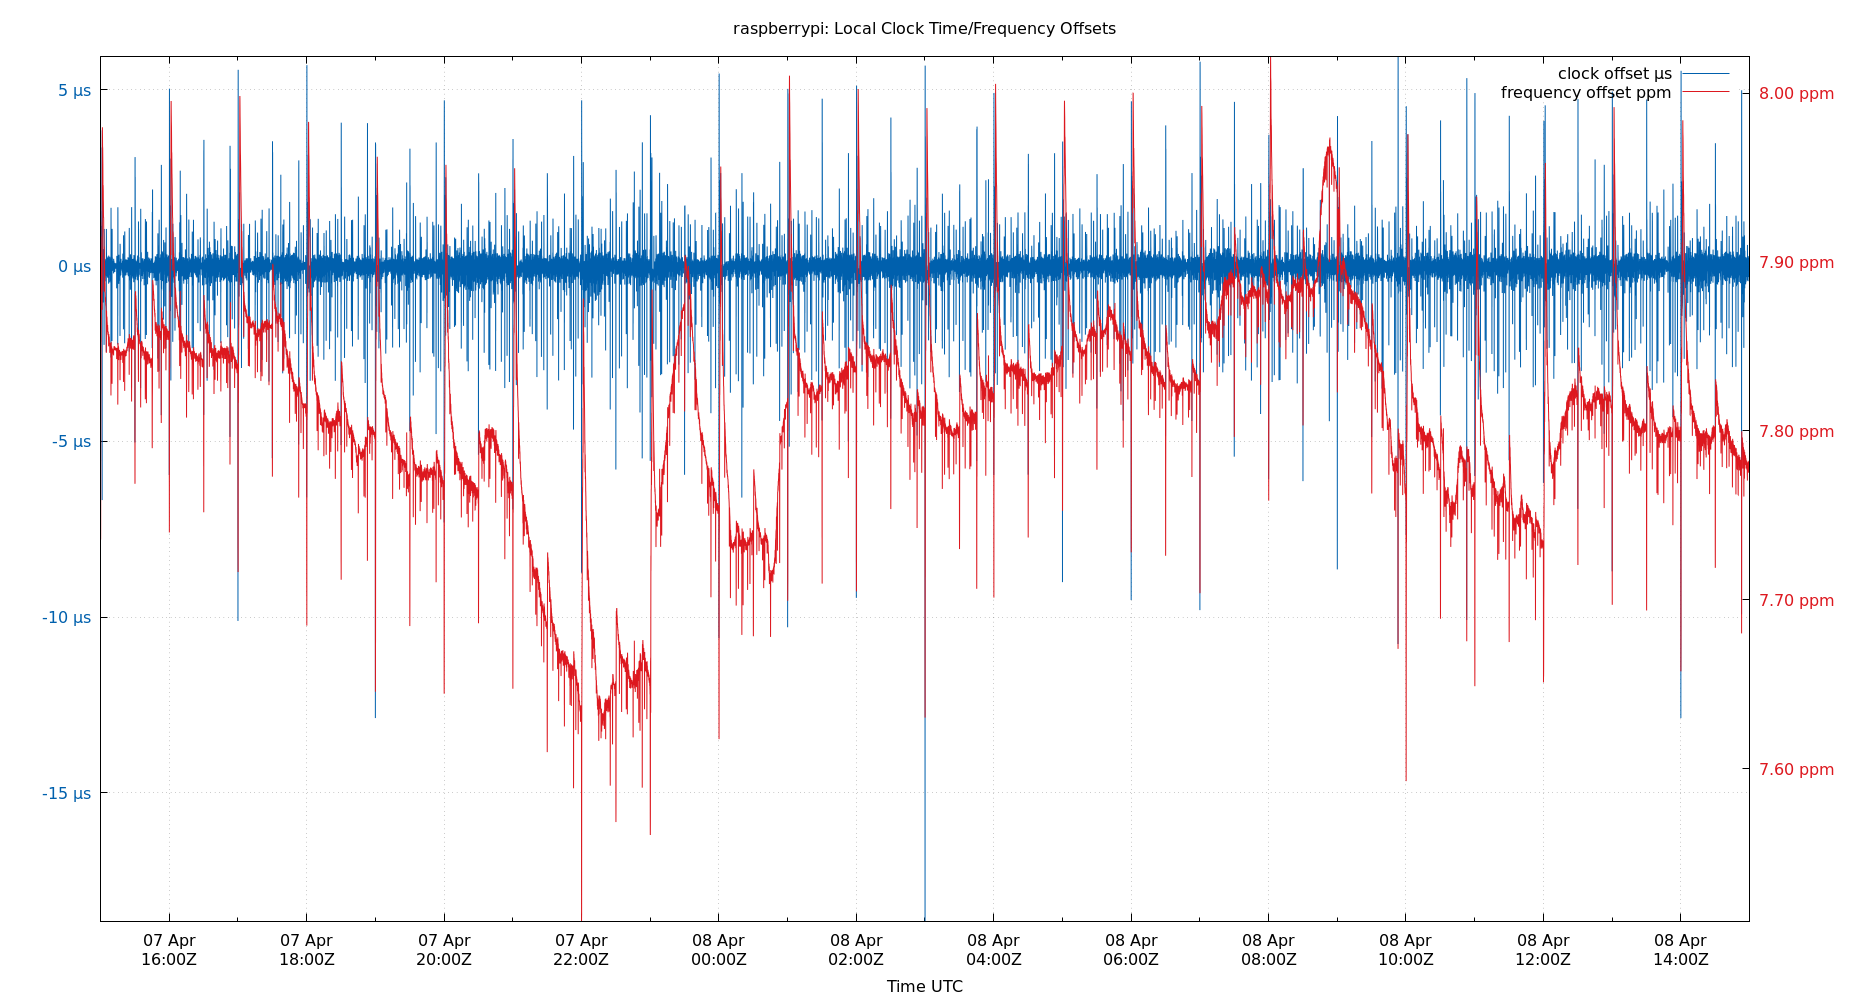 raspberrypi: Local Clock Time/Frequency Offsets
clock offset µs
frequency offset ppm
5 µs
0 µs
-5 µs
-10 µs
-15 µs
8.00 ppm
7.90 ppm
7.80 ppm
7.70 ppm
7.60 ppm
07 Apr 07 Apr 07 Apr 07 Apr 08 Apr 08 Apr 08 Apr 08 Apr 08 Apr 08 Apr 08 Apr 08 Apr
16:00Z 18:00Z 20:00Z 22:00Z 00:00Z 02:00Z 04:00Z 06:00Z 08:00Z 10:00Z 12:00Z 14:00Z
Time UTC